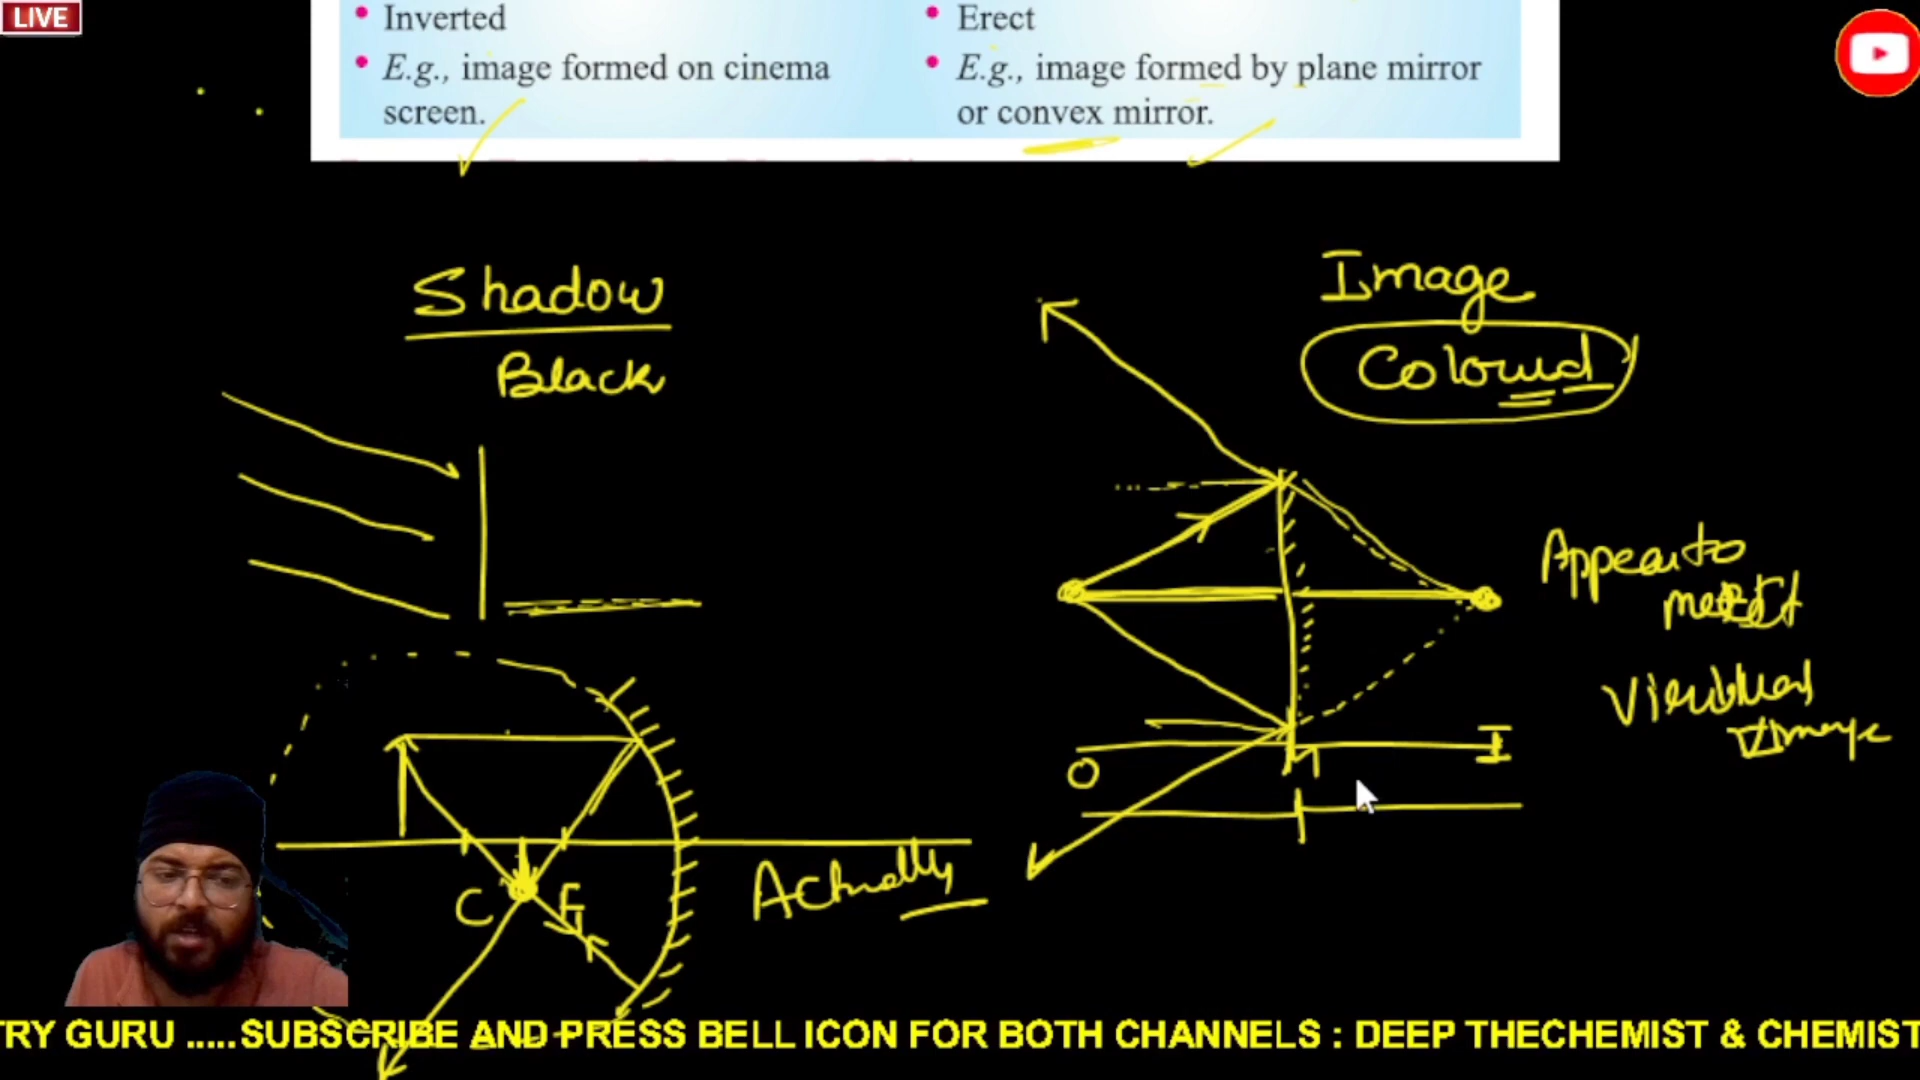 LIVE
• Inverted
• E.g., image formed on cinema
screen.
• Erect
• E.g., image formed by plane mirror
or convex mirror.
Shadow
Black
Image
Coloured
Appear to
meet
Virtual
Image
O
M
I
C
F
Actually
TRY GURU .....SUBSCRIBE AND PRESS BELL ICON FOR BOTH CHANNELS : DEEP THECHEMIST & CHEMIST